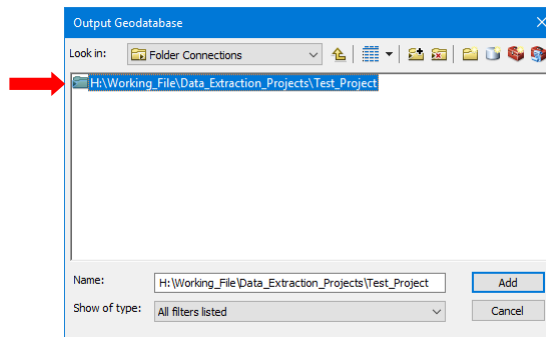 Output Geodatabase
Look in: Folder Connections
H:\Working_File\Data_Extraction_Projects\Test_Project
Name: H:\Working_File\Data_Extraction_Projects\Test_Project Add
Show of type: All filters listed Cancel